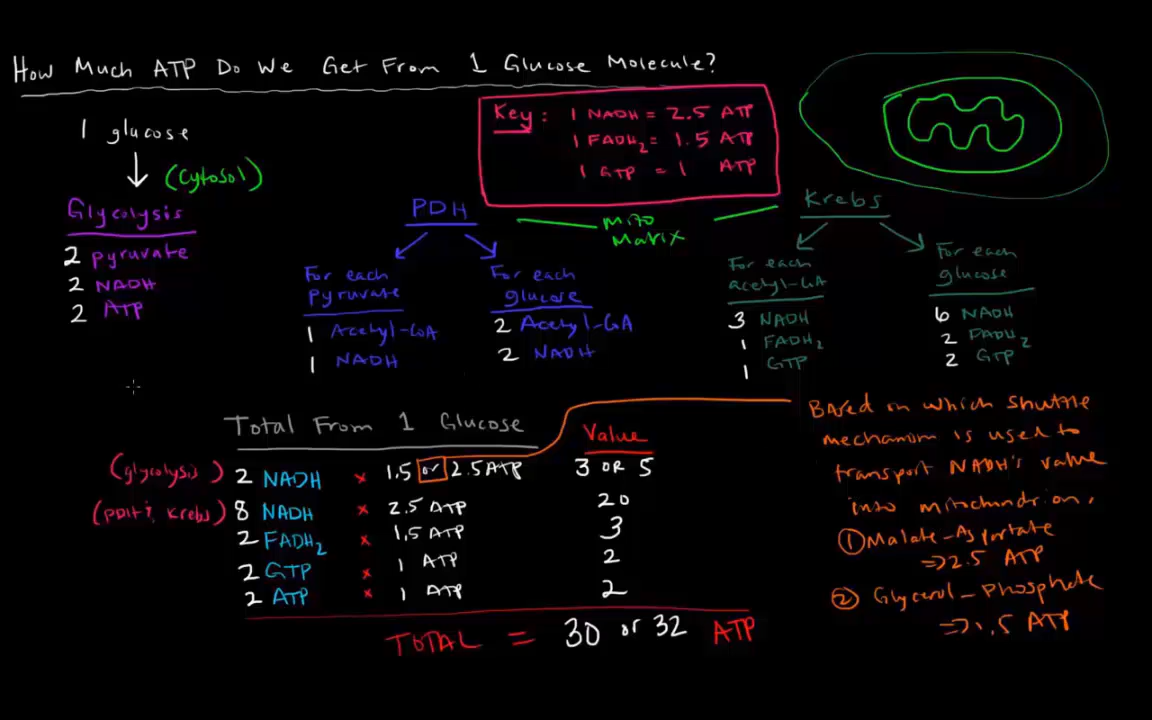 How Much ATP Do We Get From 1 Glucose Molecule?
Key: 1 NADH = 2.5 ATP
1 FADH₂ = 1.5 ATP
1 GTP = 1 ATP
1 glucose
(cytosol)
Glycolysis
2 pyruvate
2 NADH
2 ATP
PDH
Mito
Matrix
For each
pyruvate
1 Acetyl-CoA
1 NADH
For each
glucose
2 Acetyl-CoA
2 NADH
Krebs
For each
acetyl-CoA
3 NADH
1 FADH₂
1 GTP
For each
glucose
6 NADH
2 FADH₂
2 GTP
Total From 1 Glucose
Value
(glycolysis) 2 NADH × 1.5 or 2.5 ATP 3 OR 5
(PDH &, Krebs) 8 NADH × 2.5 ATP 20
2 FADH₂ × 1.5 ATP 3
2 GTP × 1 ATP 2
2 ATP × 1 ATP 2
TOTAL = 30 or 32 ATP
Based on which shuttle
mechanism is used to
transport NADH's value
into mitochondrion.
① Malate-Aspartate
⇒ 2.5 ATP
② Glycerol-Phosphate
⇒ 1.5 ATP